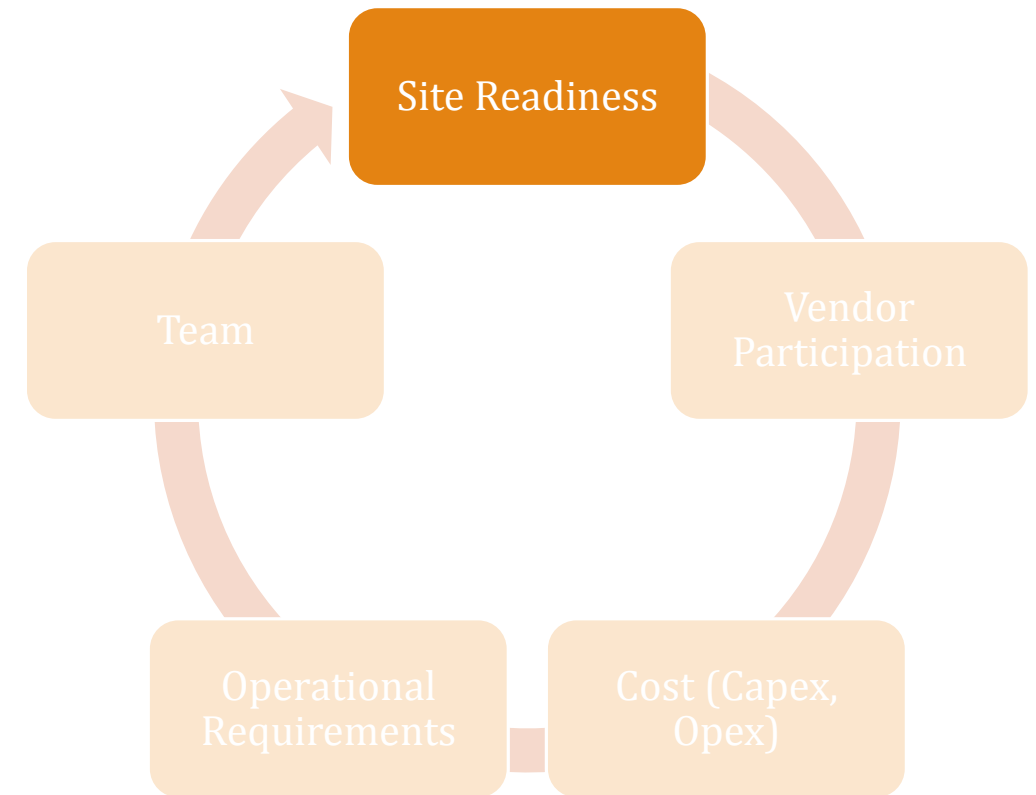 Site Readiness
Vendor
Participation
Cost (Capex,
Opex)
Operational
Requirements
Team